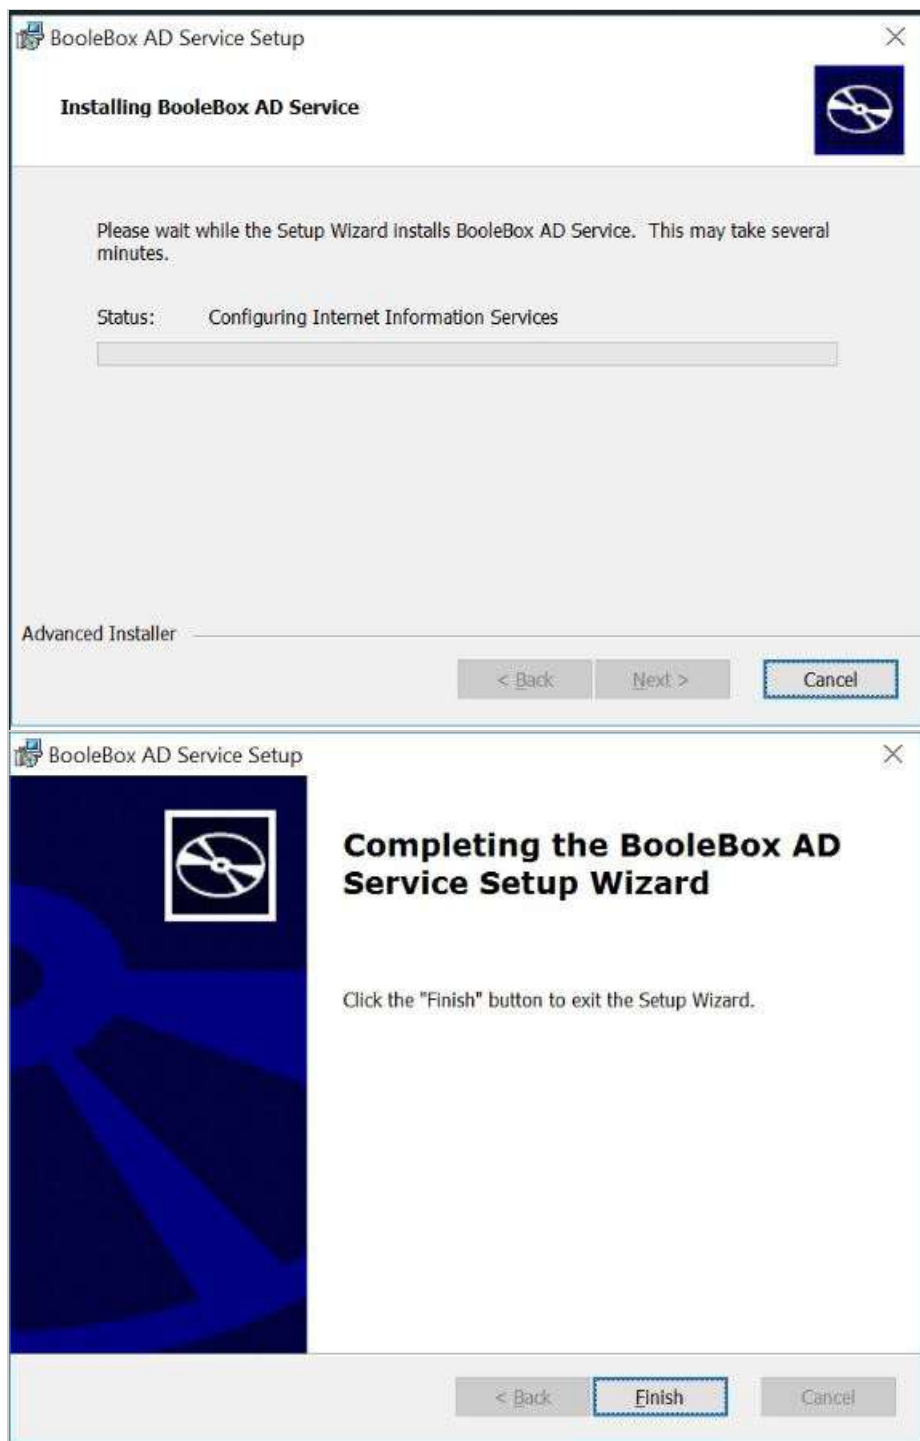 BooleBox AD Service Setup
Installing BooleBox AD Service
Please wait while the Setup Wizard installs BooleBox AD Service. This may take several
minutes.
Status: Configuring Internet Information Services
Advanced Installer
< Back Next > Cancel
BooleBox AD Service Setup
Completing the BooleBox AD
Service Setup Wizard
Click the "Finish" button to exit the Setup Wizard.
< Back Finish Cancel